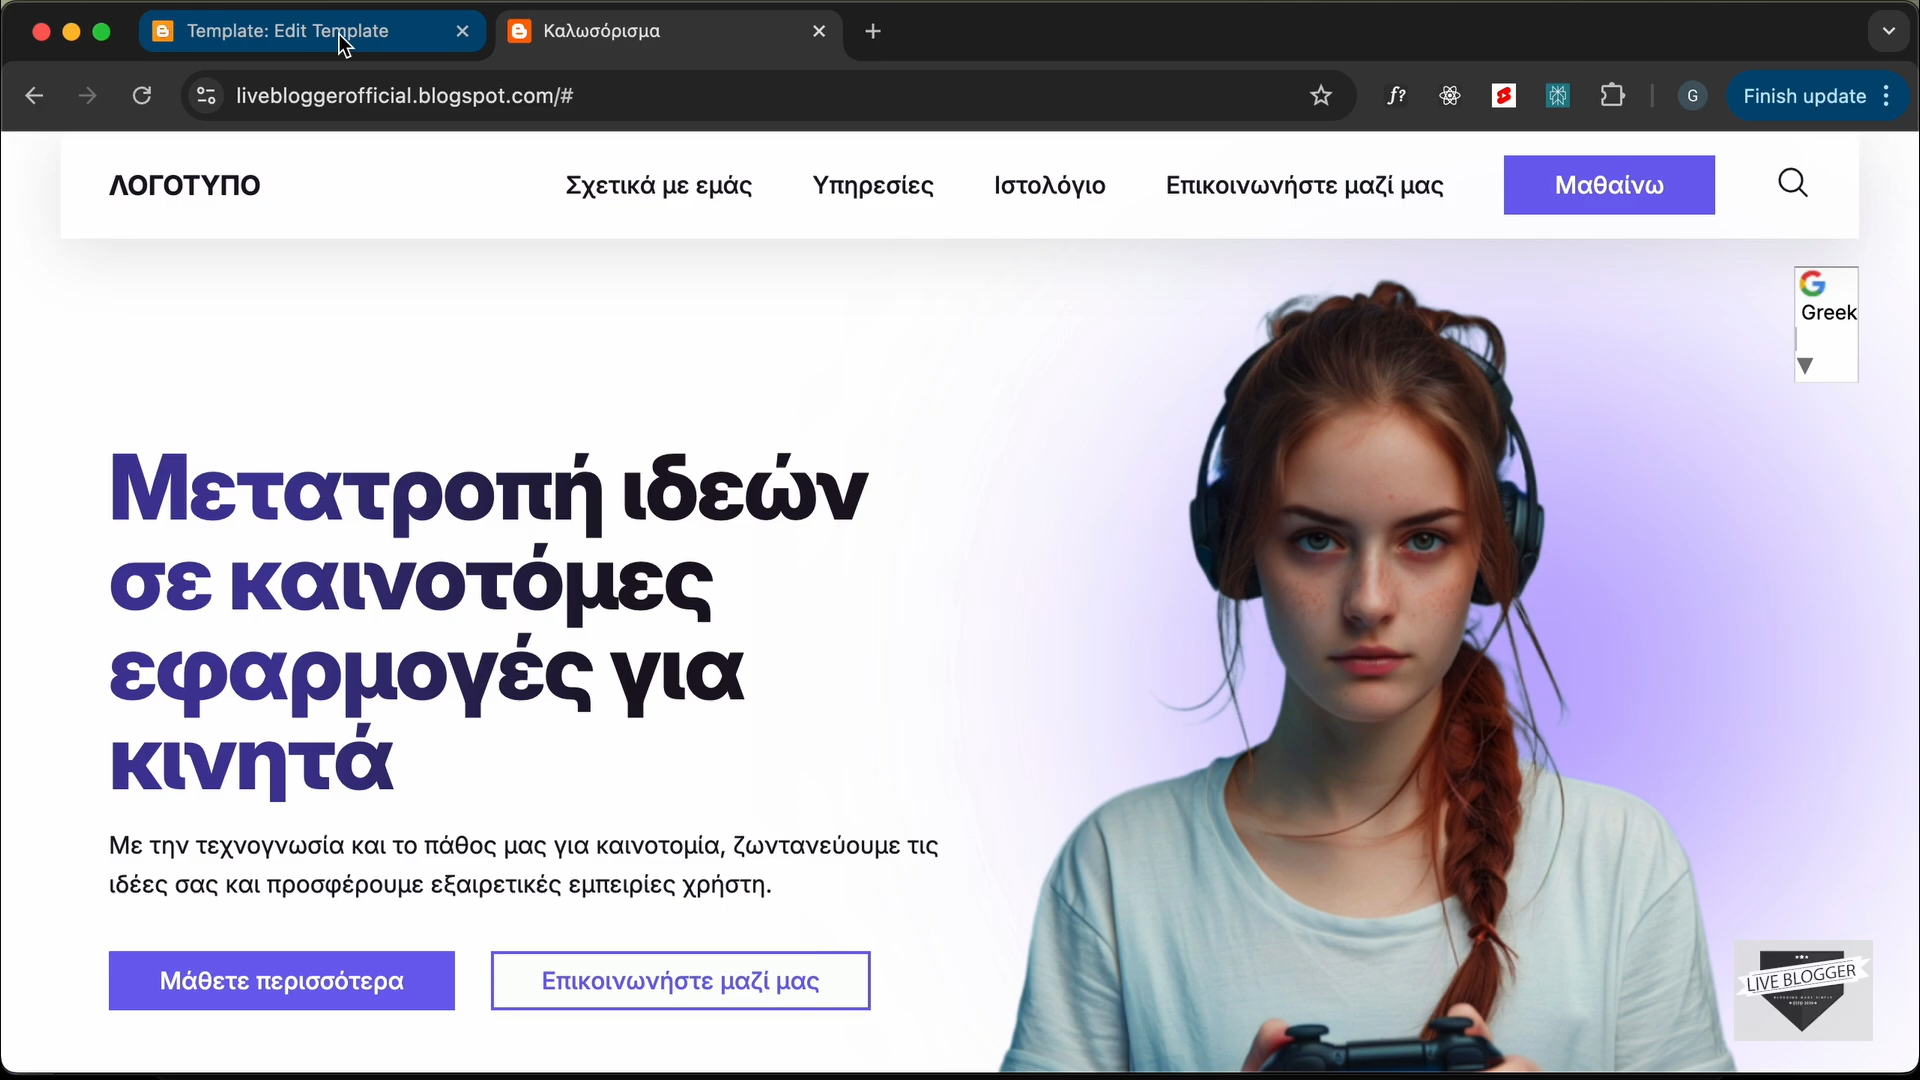 Template: Edit Template
Καλωσόρισμα
livebloggerofficial.blogspot.com/#
f?
G
Finish update
ΛΟΓΟΤΥΠΟ
Σχετικά με εμάς
Υπηρεσίες
Ιστολόγιο
Επικοινωνήστε μαζί μας
Μαθαίνω
Greek
▼
Μετατροπή ιδεών
σε καινοτόμες
εφαρμογές για
κινητά
Με την τεχνογνωσία και το πάθος μας για καινοτομία, ζωντανεύουμε τις
ιδέες σας και προσφέρουμε εξαιρετικές εμπειρίες χρήστη.
Μάθετε περισσότερα
Επικοινωνήστε μαζί μας
LIVE BLOGGER